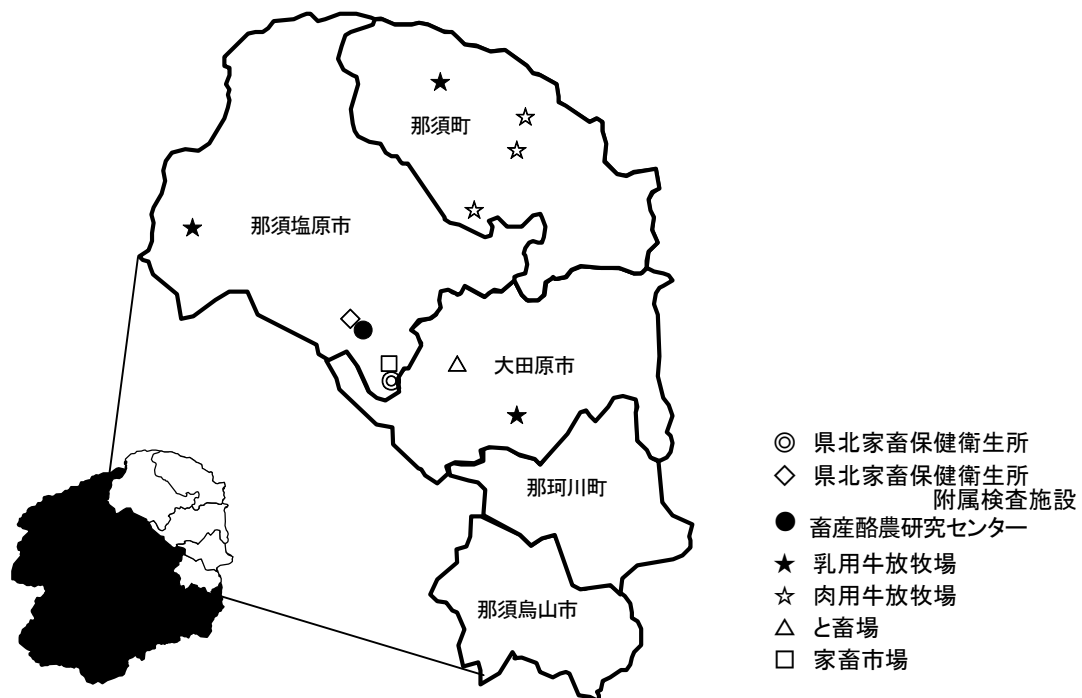 那須町
那須塩原市
大田原市
那珂川町
那須烏山市
◎ 県北家畜保健衛生所
◇ 県北家畜保健衛生所
附属検査施設
● 畜産酪農研究センター
★ 乳用牛放牧場
☆ 肉用牛放牧場
△ と畜場
□ 家畜市場